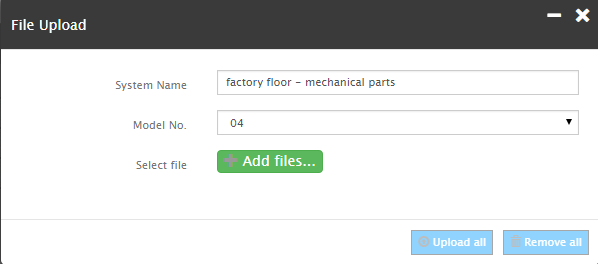 File Upload
System Name
factory floor - mechanical parts
Model No.
04
Select file
Add files...
Upload all
Remove all